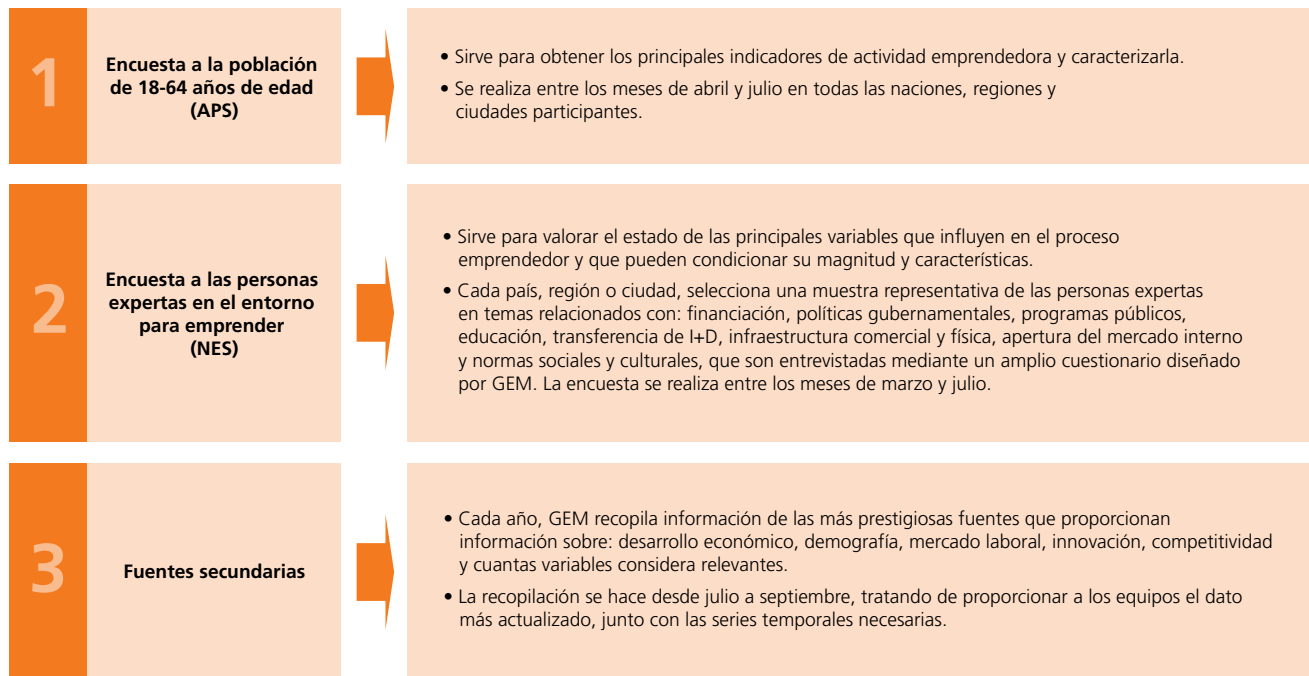 1
Encuesta a la población
de 18-64 años de edad
(APS)
• Sirve para obtener los principales indicadores de actividad emprendedora y caracterizarla.
• Se realiza entre los meses de abril y julio en todas las naciones, regiones y
ciudades participantes.
2
Encuesta a las personas
expertas en el entorno
para emprender
(NES)
• Sirve para valorar el estado de las principales variables que influyen en el proceso
emprendedor y que pueden condicionar su magnitud y características.
• Cada país, región o ciudad, selecciona una muestra representativa de las personas expertas
en temas relacionados con: financiación, políticas gubernamentales, programas públicos,
educación, transferencia de I+D, infraestructura comercial y física, apertura del mercado interno
y normas sociales y culturales, que son entrevistadas mediante un amplio cuestionario diseñado
por GEM. La encuesta se realiza entre los meses de marzo y julio.
3
Fuentes secundarias
• Cada año, GEM recopila información de las más prestigiosas fuentes que proporcionan
información sobre: desarrollo económico, demografía, mercado laboral, innovación, competitividad
y cuantas variables considera relevantes.
• La recopilación se hace desde julio a septiembre, tratando de proporcionar a los equipos el dato
más actualizado, junto con las series temporales necesarias.